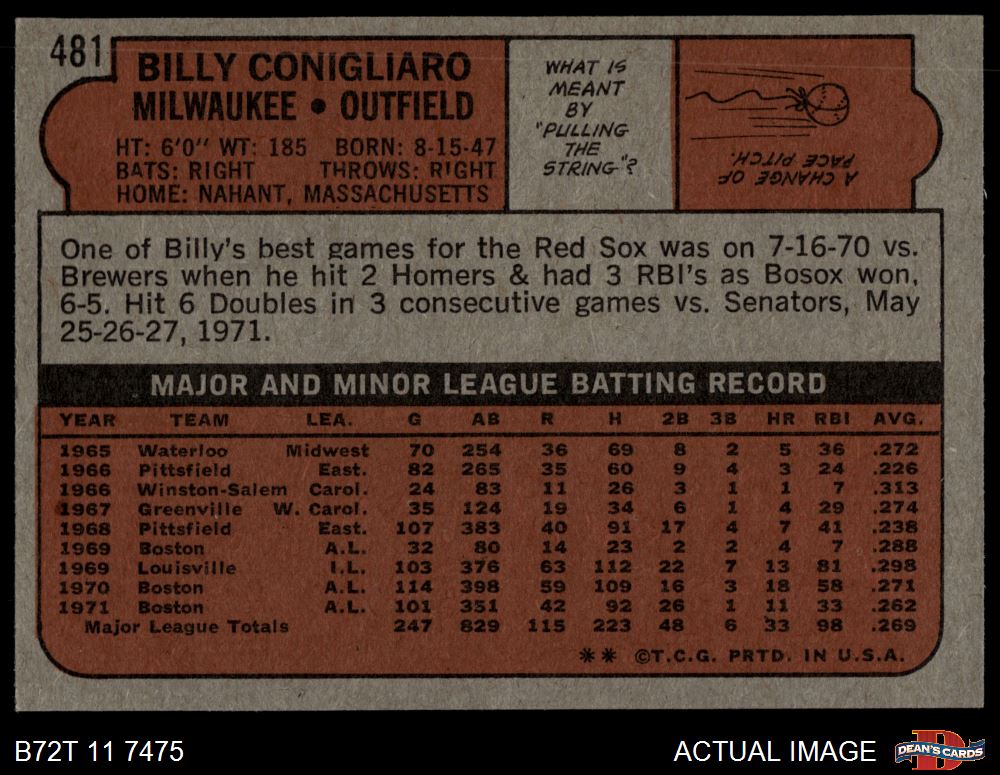 481
BILLY CONIGLIARO
MILWAUKEE • OUTFIELD
HT: 6'0" WT: 185 BORN: 8-15-47
BATS: RIGHT THROWS: RIGHT
HOME: NAHANT, MASSACHUSETTS
WHAT IS
MEANT
BY
"PULLING
THE
STRING"?
A CHANGE OF
PACE PITCH.
One of Billy's best games for the Red Sox was on 7-16-70 vs.
Brewers when he hit 2 Homers & had 3 RBI's as Bosox won,
6-5. Hit 6 Doubles in 3 consecutive games vs. Senators, May
25-26-27, 1971.
MAJOR AND MINOR LEAGUE BATTING RECORD
YEAR TEAM LEA. G AB R H 2B 3B HR RBI AVG.
1965 Waterloo Midwest 70 254 36 69 8 2 5 36 .272
1966 Pittsfield East. 82 265 35 60 9 4 3 24 .226
1966 Winston-Salem Carol. 24 83 11 26 3 1 1 7 .313
1967 Greenville W. Carol. 35 124 19 34 6 1 4 29 .274
1968 Pittsfield East. 107 383 40 91 17 4 7 41 .238
1969 Boston A.L. 32 80 14 23 2 2 4 7 .288
1969 Louisville I.L. 103 376 63 112 22 7 13 81 .298
1970 Boston A.L. 114 398 59 109 16 3 18 58 .271
1971 Boston A.L. 101 351 42 92 26 1 11 33 .262
Major League Totals 247 829 115 223 48 6 33 98 .269
** ©T.C.G. PRTD. IN U.S.A.
B72T 11 7475
ACTUAL IMAGE
DEAN'S CARDS